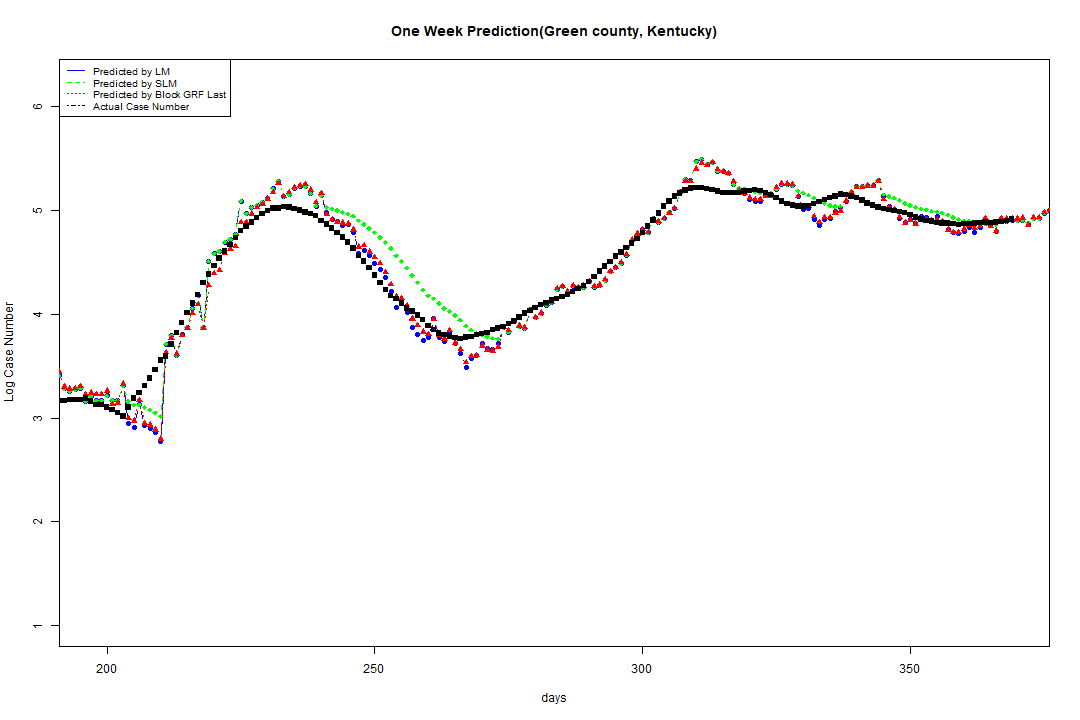 One Week Prediction(Green county, Kentucky)
Predicted by LM
Predicted by SLM
Predicted by Block GRF Last
Actual Case Number
6
5
4
3
2
1
Log Case Number
200 250 300 350
days